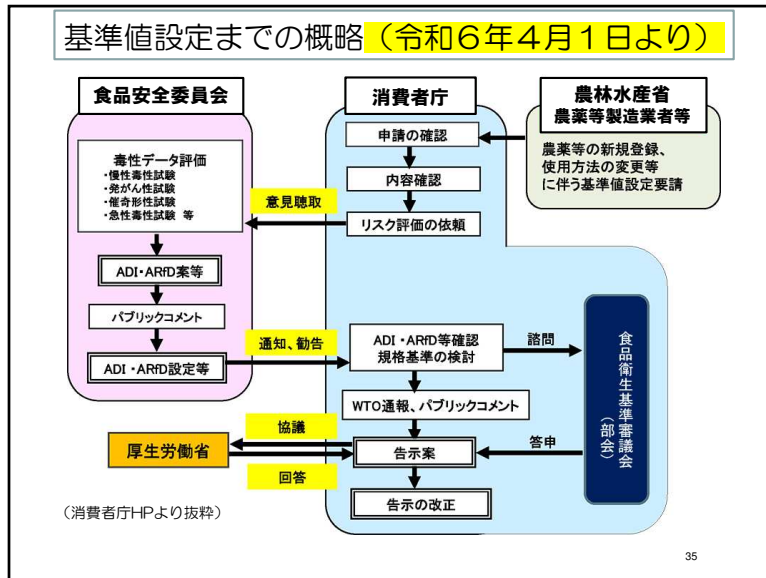 基準値設定までの概略（令和６年４月１日より）
食品安全委員会
消費者庁
農林水産省
農薬等製造業者等
農薬等の新規登録、
使用方法の変更等
に伴う基準値設定要請
申請の確認
内容確認
リスク評価の依頼
意見聴取
毒性データ評価
・慢性毒性試験
・発がん性試験
・催奇形性試験
・急性毒性試験 等
ADI・ARfD案等
パブリックコメント
ADI・ARfD設定等
通知、勧告
ADI・ARfD等確認
規格基準の検討
諮問
食品衛生基準審議会
（部会）
WTO通報、パブリックコメント
協議
厚生労働省
告示案
答申
回答
告示の改正
（消費者庁HPより抜粋）
35